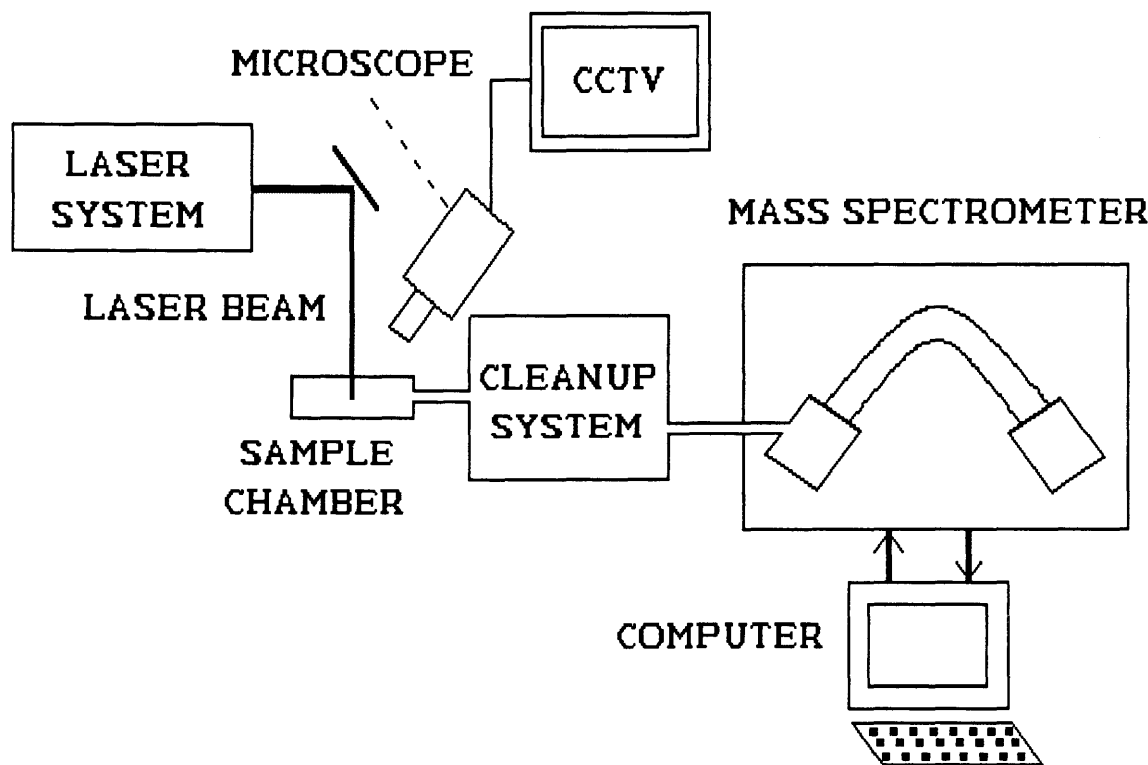 MICROSCOPE
CCTV
LASER
SYSTEM
MASS SPECTROMETER
LASER BEAM
CLEANUP
SYSTEM
SAMPLE
CHAMBER
COMPUTER